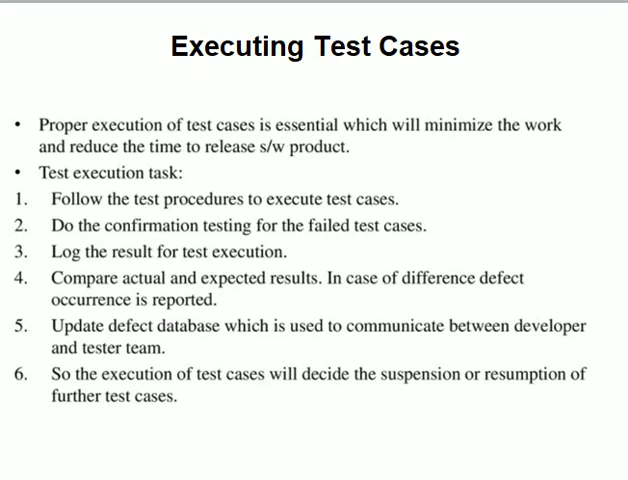 Executing Test Cases
• Proper execution of test cases is essential which will minimize the work
and reduce the time to release s/w product.
• Test execution task:
1. Follow the test procedures to execute test cases.
2. Do the confirmation testing for the failed test cases.
3. Log the result for test execution.
4. Compare actual and expected results. In case of difference defect
occurrence is reported.
5. Update defect database which is used to communicate between developer
and tester team.
6. So the execution of test cases will decide the suspension or resumption of
further test cases.